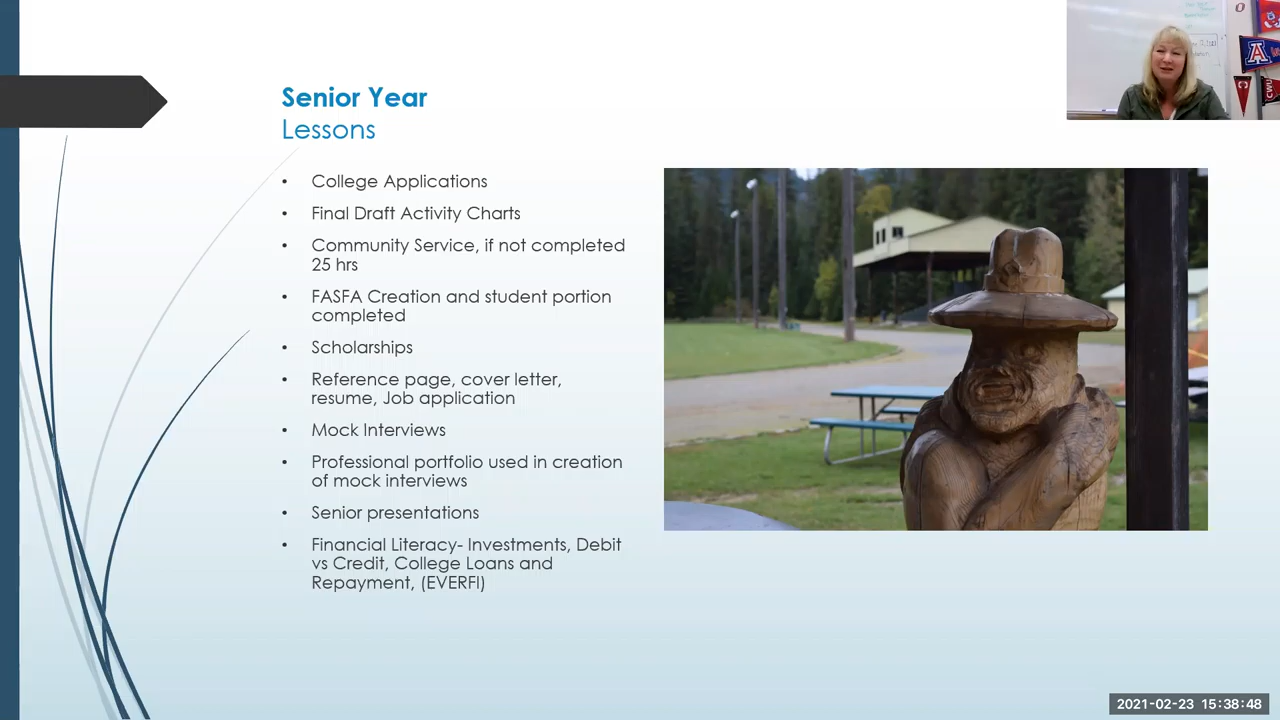 Senior Year
Lessons
• College Applications
• Final Draft Activity Charts
• Community Service, if not completed
25 hrs
• FASFA Creation and student portion
completed
• Scholarships
• Reference page, cover letter,
resume, Job application
• Mock Interviews
• Professional portfolio used in creation
of mock interviews
• Senior presentations
• Financial Literacy- Investments, Debit
vs Credit, College Loans and
Repayment, (EVERFI)
A
CWU
2021-02-23 15:38:48